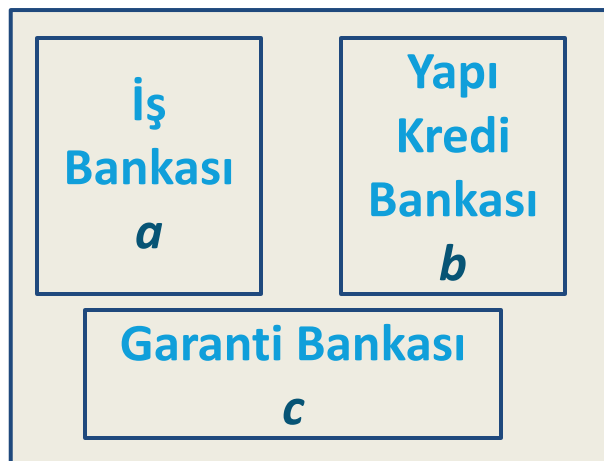 İş
Bankası
a
Yapı
Kredi
Bankası
b
Garanti Bankası
c